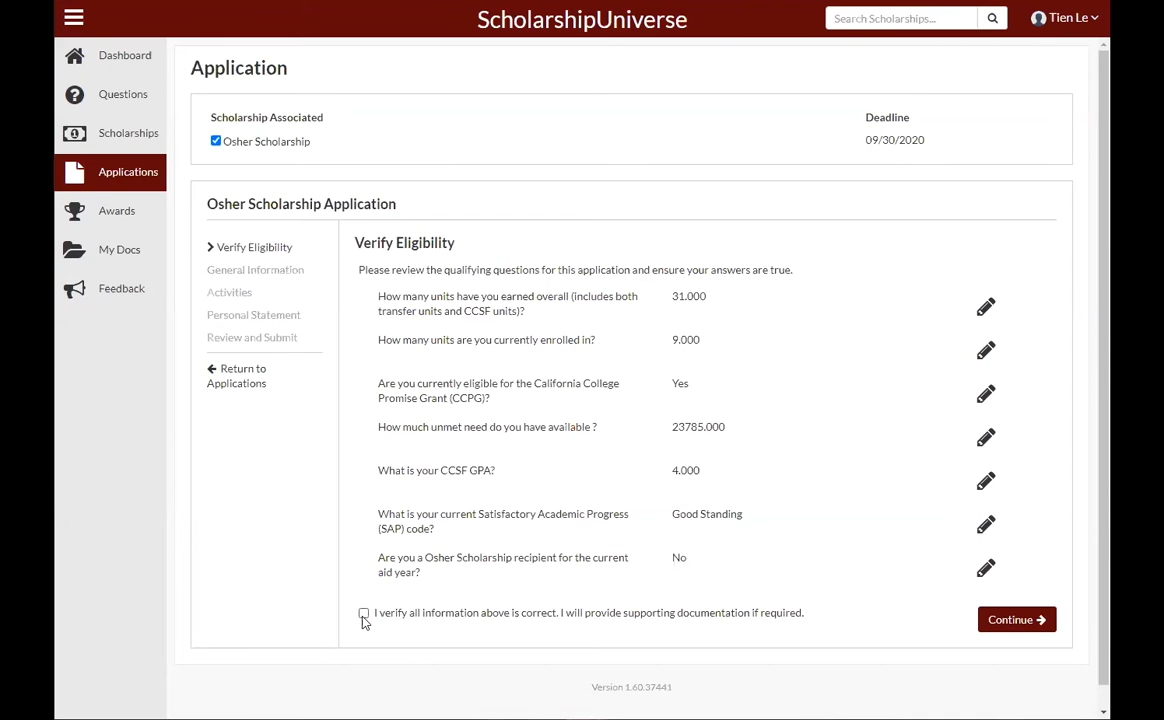 ScholarshipUniverse
Search Scholarships...
Tien Le
Dashboard
Questions
Scholarships
Applications
Awards
My Docs
Feedback
Application
Scholarship Associated
Deadline
Osher Scholarship
09/30/2020
Osher Scholarship Application
Verify Eligibility
General Information
Activities
Personal Statement
Review and Submit
Return to
Applications
Verify Eligibility
Please review the qualifying questions for this application and ensure your answers are true.
How many units have you earned overall (includes both
transfer units and CCSF units)?
31.000
How many units are you currently enrolled in?
9.000
Are you currently eligible for the California College
Promise Grant (CCPG)?
Yes
How much unmet need do you have available ?
23785.000
What is your CCSF GPA?
4.000
What is your current Satisfactory Academic Progress
(SAP) code?
Good Standing
Are you a Osher Scholarship recipient for the current
aid year?
No
I verify all information above is correct. I will provide supporting documentation if required.
Continue
Version 1.60.37441